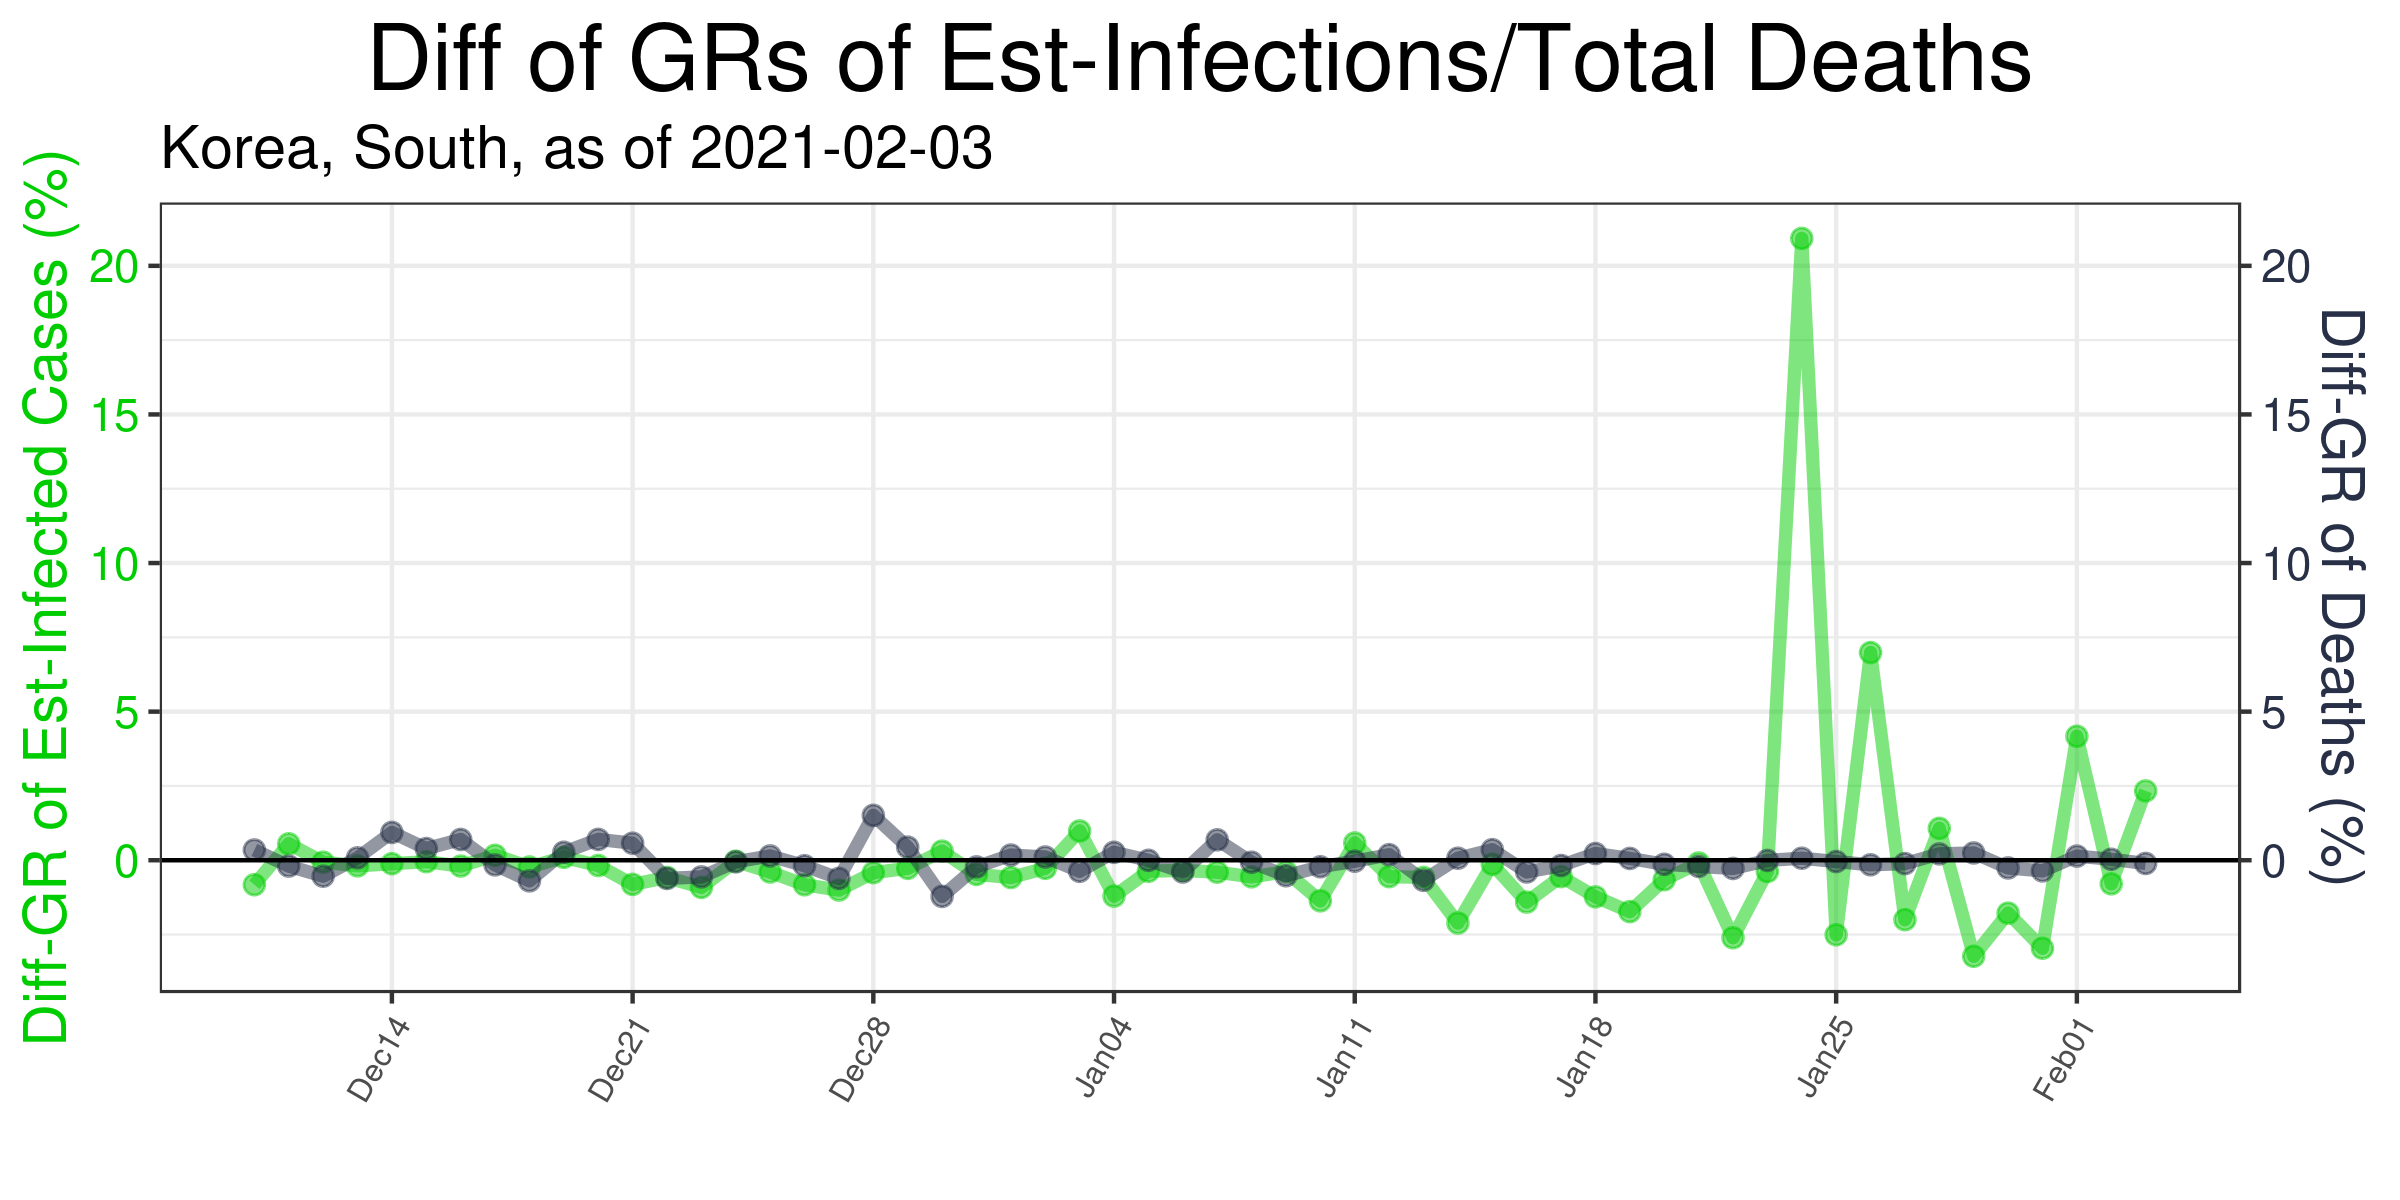 Diff of GRs of Est-Infections/Total Deaths
Korea, South, as of 2021-02-03
Diff-GR of Est-Infected Cases (%)
20
15
10
5
0
20
15
10
5
0
Diff-GR of Deaths (%)
Dec14
Dec21
Dec28
Jan04
Jan11
Jan18
Jan25
Feb01